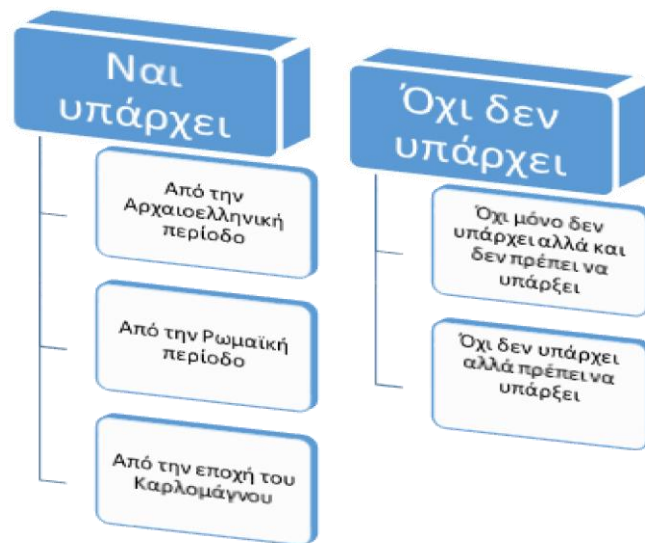 Ναι
υπάρχει
Από την
Αρχαιοελληνική
περίοδο
Από την Ρωμαϊκή
περίοδο
Από την εποχή του
Καρλομάγνου
Όχι δεν
υπάρχει
Όχι μόνο δεν
υπάρχει αλλά και
δεν πρέπει να
υπάρξει
Όχι δεν υπάρχει
αλλά πρέπει να
υπάρξει